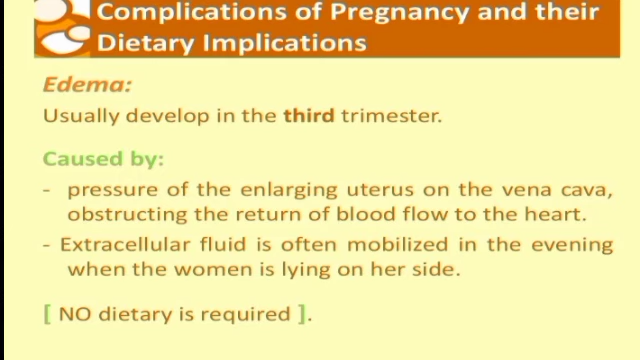 Complications of Pregnancy and their
Dietary Implications
Edema:
Usually develop in the third trimester.
Caused by:
- pressure of the enlarging uterus on the vena cava,
obstructing the return of blood flow to the heart.
- Extracellular fluid is often mobilized in the evening
when the women is lying on her side.
[ NO dietary is required ].